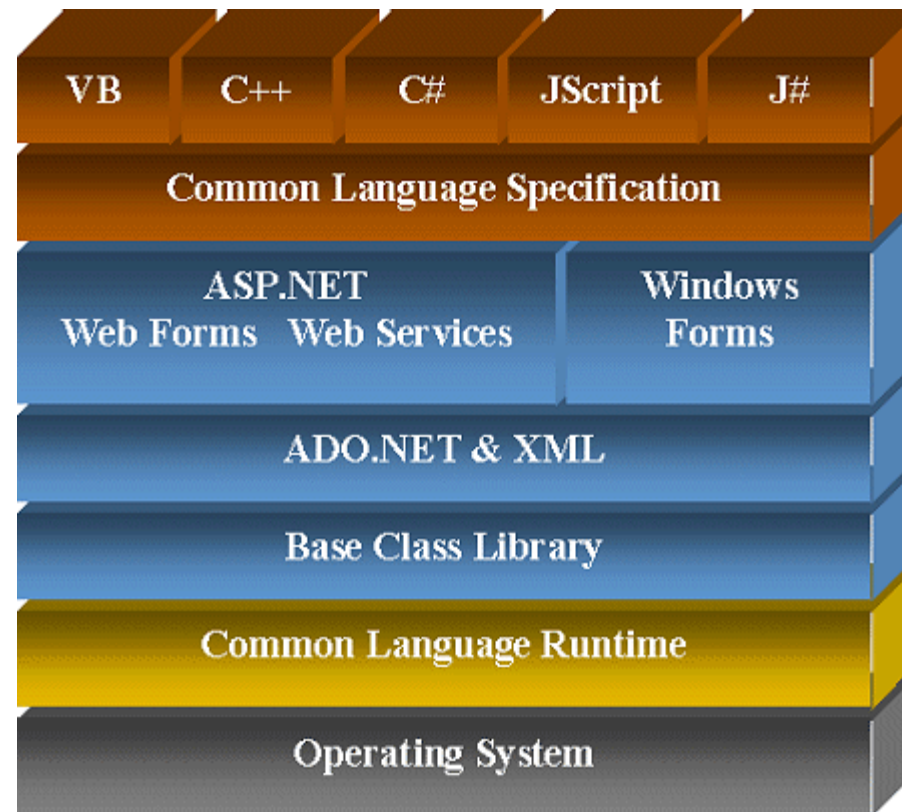 VB C++ C# JScript J#
Common Language Specification
ASP.NET Windows
Web Forms Web Services Forms
ADO.NET & XML
Base Class Library
Common Language Runtime
Operating System